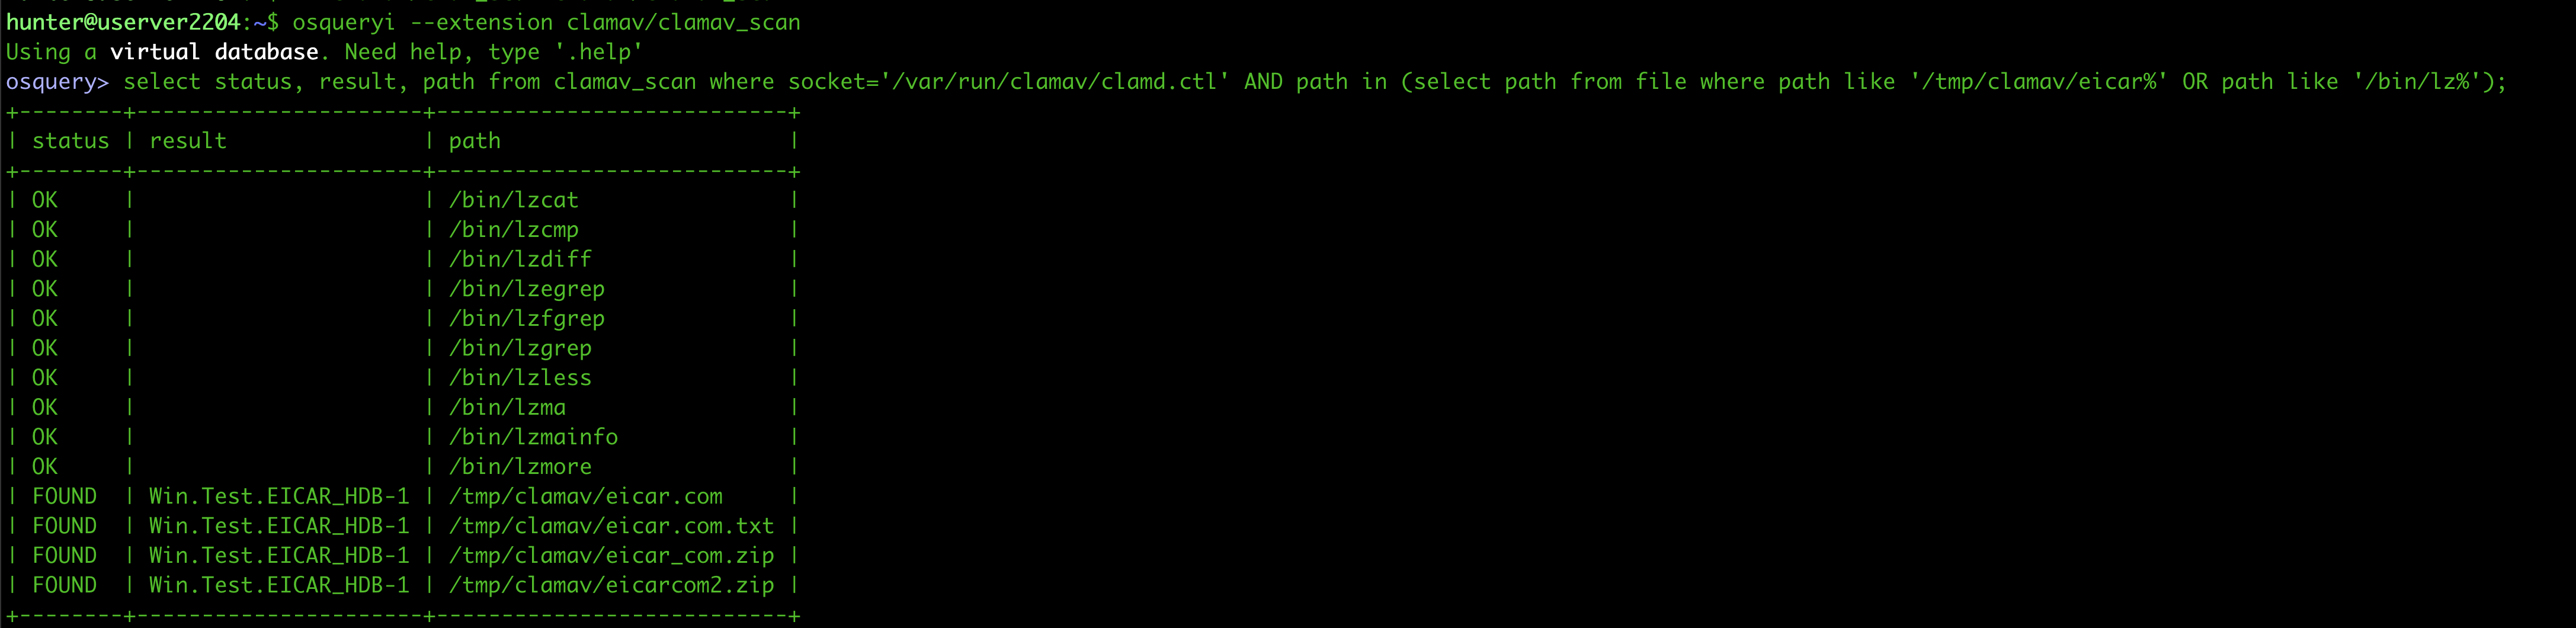 hunter@userver2204:~$ osqueryi --extension clamav/clamav_scan
Using a virtual database. Need help, type '.help'
osquery> select status, result, path from clamav_scan where socket='/var/run/clamav/clamd.ctl' AND path in (select path from file where path like '/tmp/clamav/eicar%' OR path like '/bin/lz%');
+--------+----------------------+---------------------------+
| status | result               | path                      |
+--------+----------------------+---------------------------+
| OK     |                      | /bin/lzcat                |
| OK     |                      | /bin/lzcmp                |
| OK     |                      | /bin/lzdiff               |
| OK     |                      | /bin/lzegrep              |
| OK     |                      | /bin/lzfgrep              |
| OK     |                      | /bin/lzgrep               |
| OK     |                      | /bin/lzless               |
| OK     |                      | /bin/lzma                 |
| OK     |                      | /bin/lzmainfo             |
| OK     |                      | /bin/lzmore               |
| FOUND  | Win.Test.EICAR_HDB-1 | /tmp/clamav/eicar.com     |
| FOUND  | Win.Test.EICAR_HDB-1 | /tmp/clamav/eicar.com.txt |
| FOUND  | Win.Test.EICAR_HDB-1 | /tmp/clamav/eicar_com.zip |
| FOUND  | Win.Test.EICAR_HDB-1 | /tmp/clamav/eicarcom2.zip |
+--------+----------------------+---------------------------+